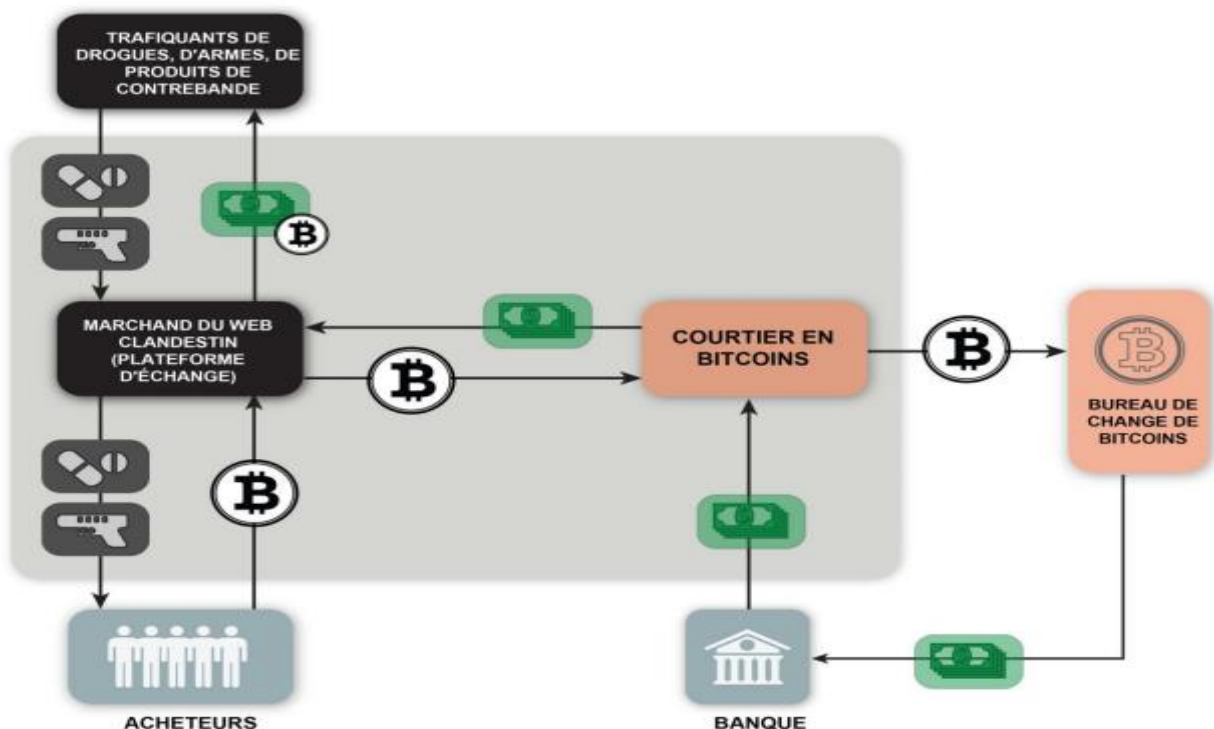 TRAFIQUANTS DE
DROGUES, D'ARMES, DE
PRODUITS DE
CONTREBANDE
MARCHAND DU WEB
CLANDESTIN
(PLATEFORME
D'ÉCHANGE)
COURTIER EN
BITCOINS
BUREAU DE
CHANGE DE
BITCOINS
ACHETEURS
BANQUE